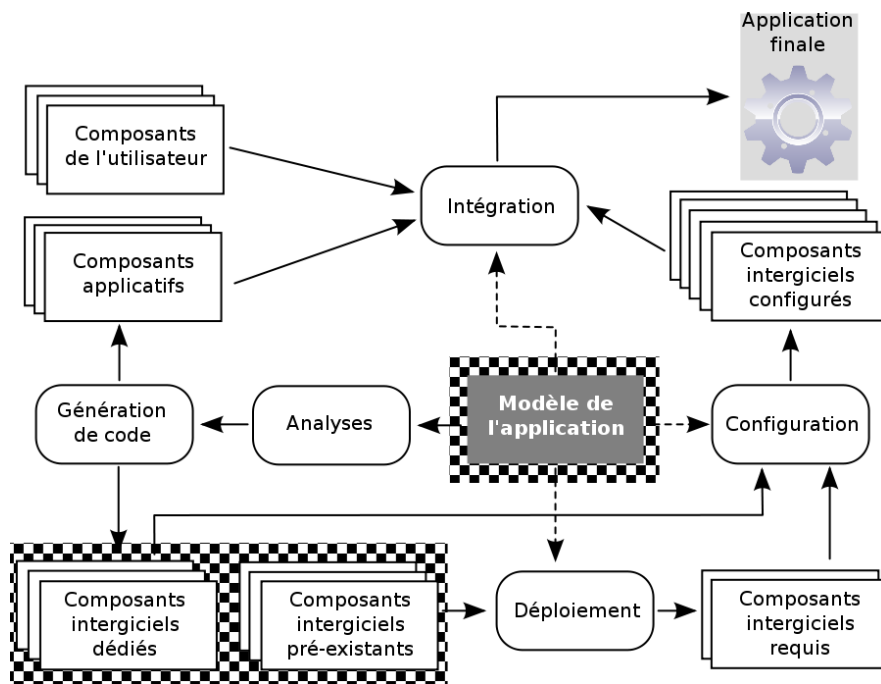 Application
finale
Composants
de l'utilisateur
Intégration
Composants
applicatifs
Composants
intergiciels
configurés
Génération
de code
Analyses
Modèle de
l'application
Configuration
Composants
intergiciels
dédiés
Composants
intergiciels
pré-existants
Déploiement
Composants
intergiciels
requis